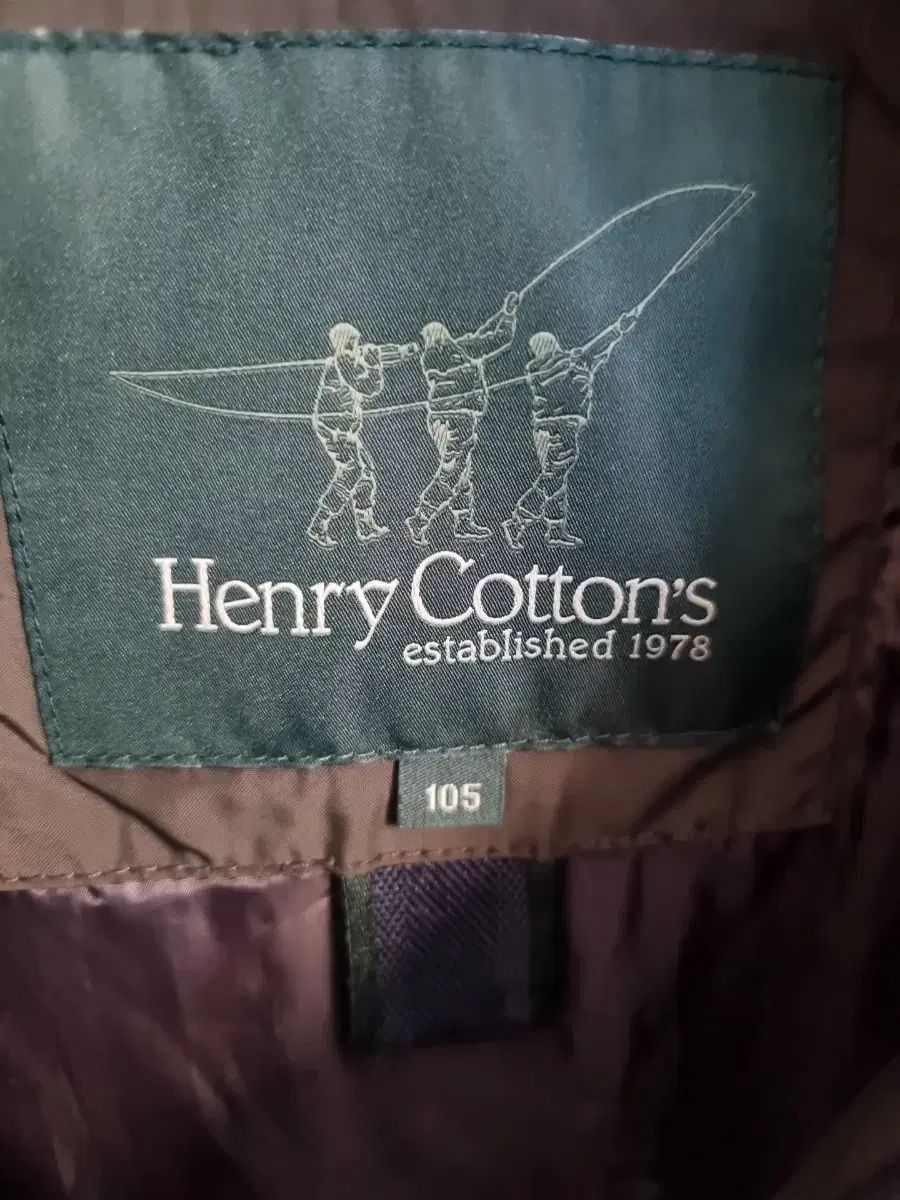 Henry Cotton's
established 1978
105